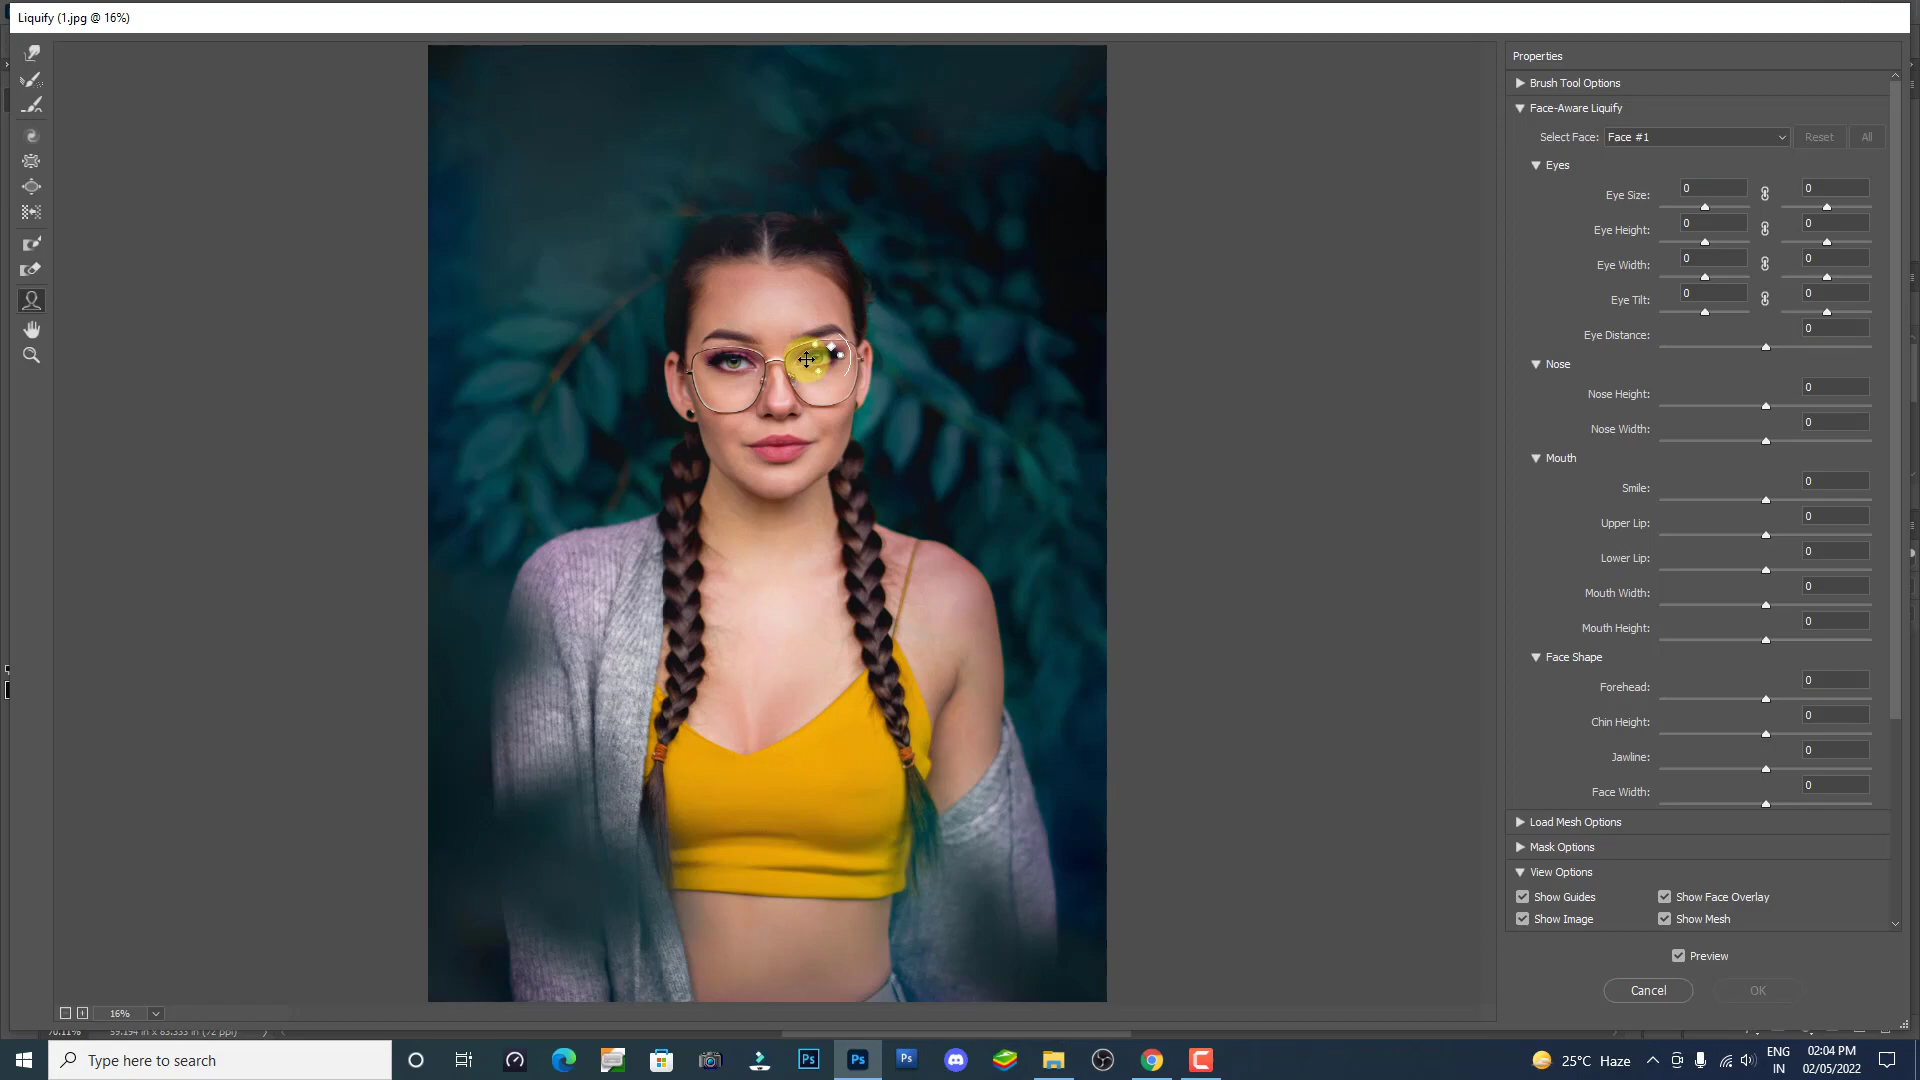 Liquify (1.jpg @ 16%)
Properties
Brush Tool Options
Face-Aware Liquify
Select Face: Face #1 Reset All
Eyes
Eye Size: 0 0
Eye Height: 0 0
Eye Width: 0 0
Eye Tilt: 0 0
Eye Distance: 0
Nose
Nose Height: 0
Nose Width: 0
Mouth
Smile: 0
Upper Lip: 0
Lower Lip: 0
Mouth Width: 0
Mouth Height: 0
Face Shape
Forehead: 0
Chin Height: 0
Jawline: 0
Face Width: 0
Load Mesh Options
Mask Options
View Options
Show Guides Show Face Overlay
Show Image Show Mesh
Preview
Cancel OK
16%
Type here to search
Ps Ps Ps
25°C Haze
ENG
IN
02:04 PM
02/05/2022